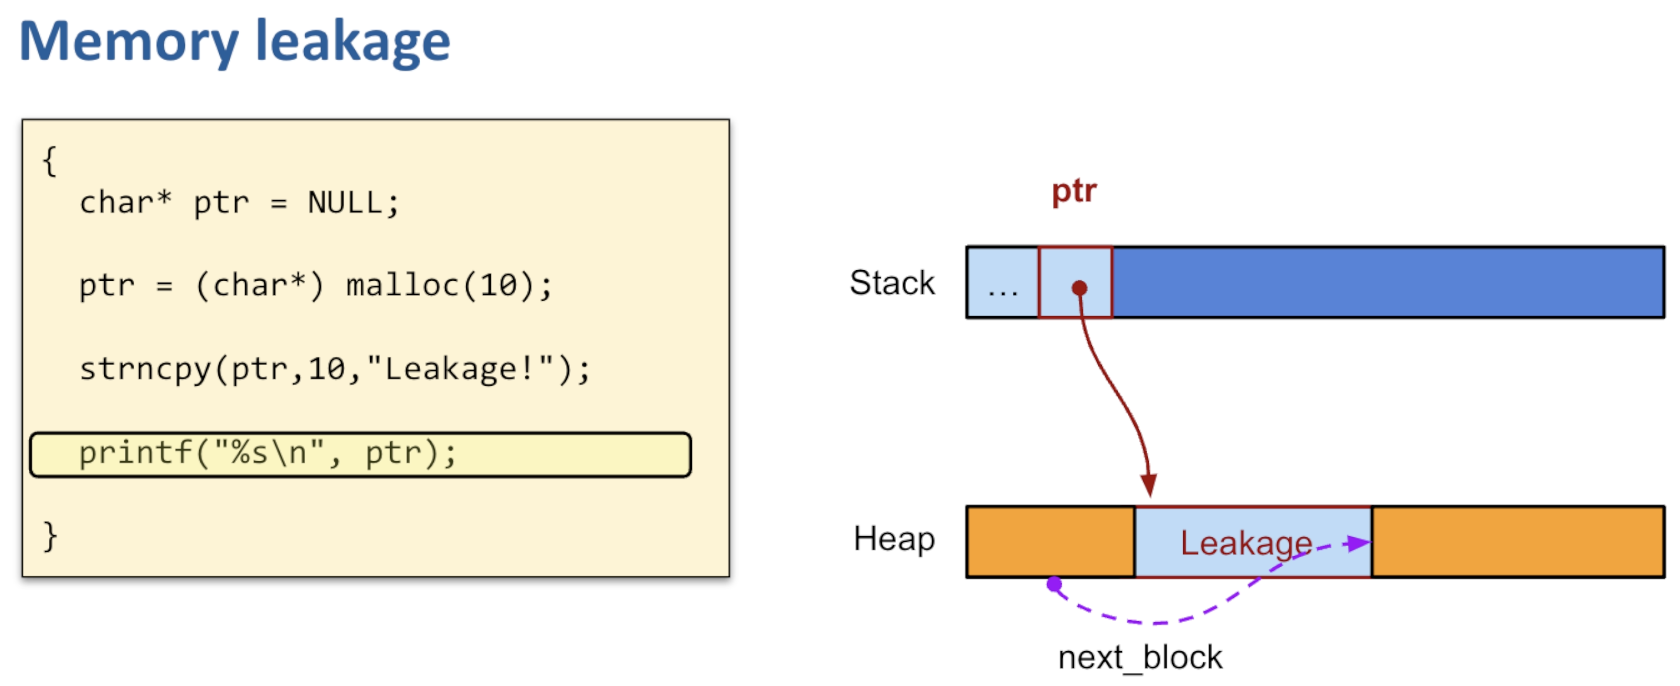 Memory leakage
{
char* ptr = NULL;
ptr = (char*) malloc(10);
strncpy(ptr,10,"Leakage!");
printf("%s\n", ptr);
}
ptr
Stack
...
Heap
Leakage
next_block